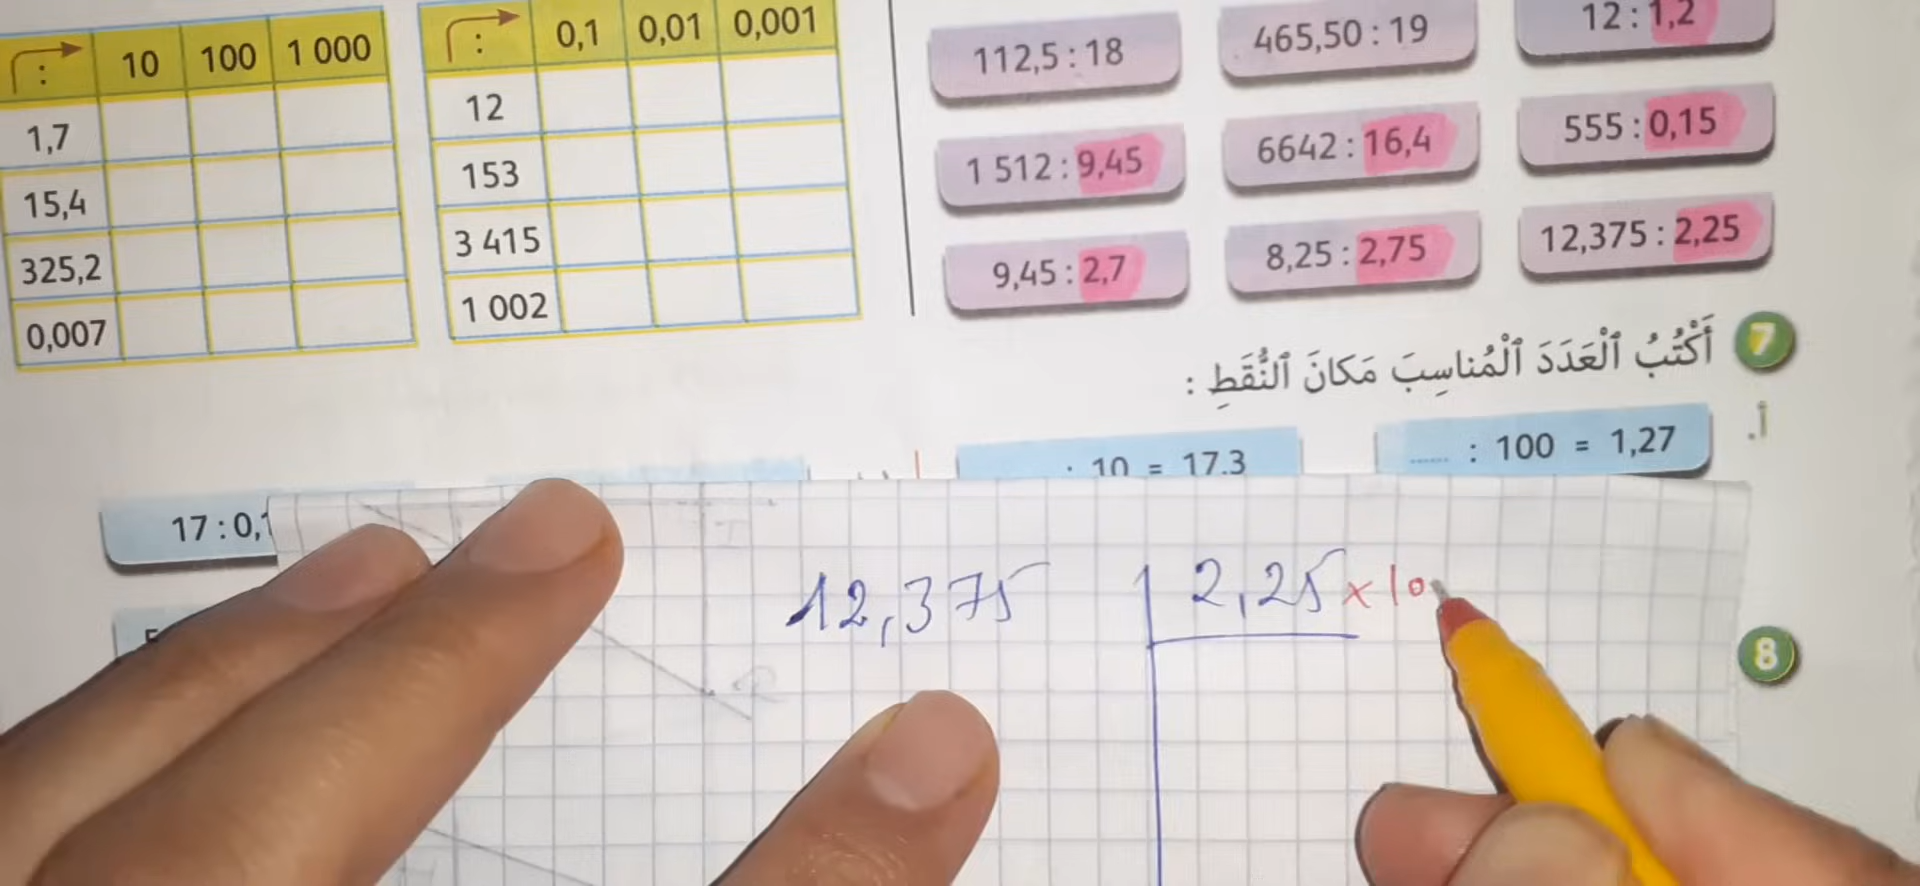 : 10 100 1 000
1,7
15,4
325,2
0,007
: 0,1 0,01 0,001
12
153
3 415
1 002
112,5 : 18 465,50 : 19 12 : 1,2
1 512 : 9,45 6642 : 16,4 555 : 0,15
9,45 : 2,7 8,25 : 2,75 12,375 : 2,25
7 أَكْتُبُ ٱلْعَدَدَ ٱلْمُناسِبَ مَكانَ ٱلنُّقَطِ :
أ.
: 10 = 17.3 ...... : 100 = 1,27
17 : 0,1
12,375 2,25 × 10
8